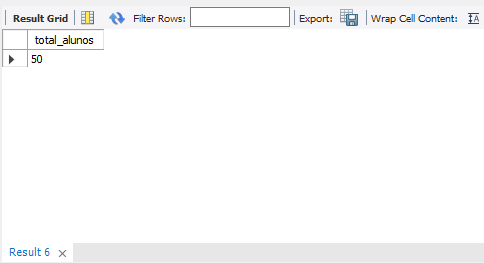 Result Grid Filter Rows: Export: Wrap Cell Content: A
total_alunos
50
Result 6